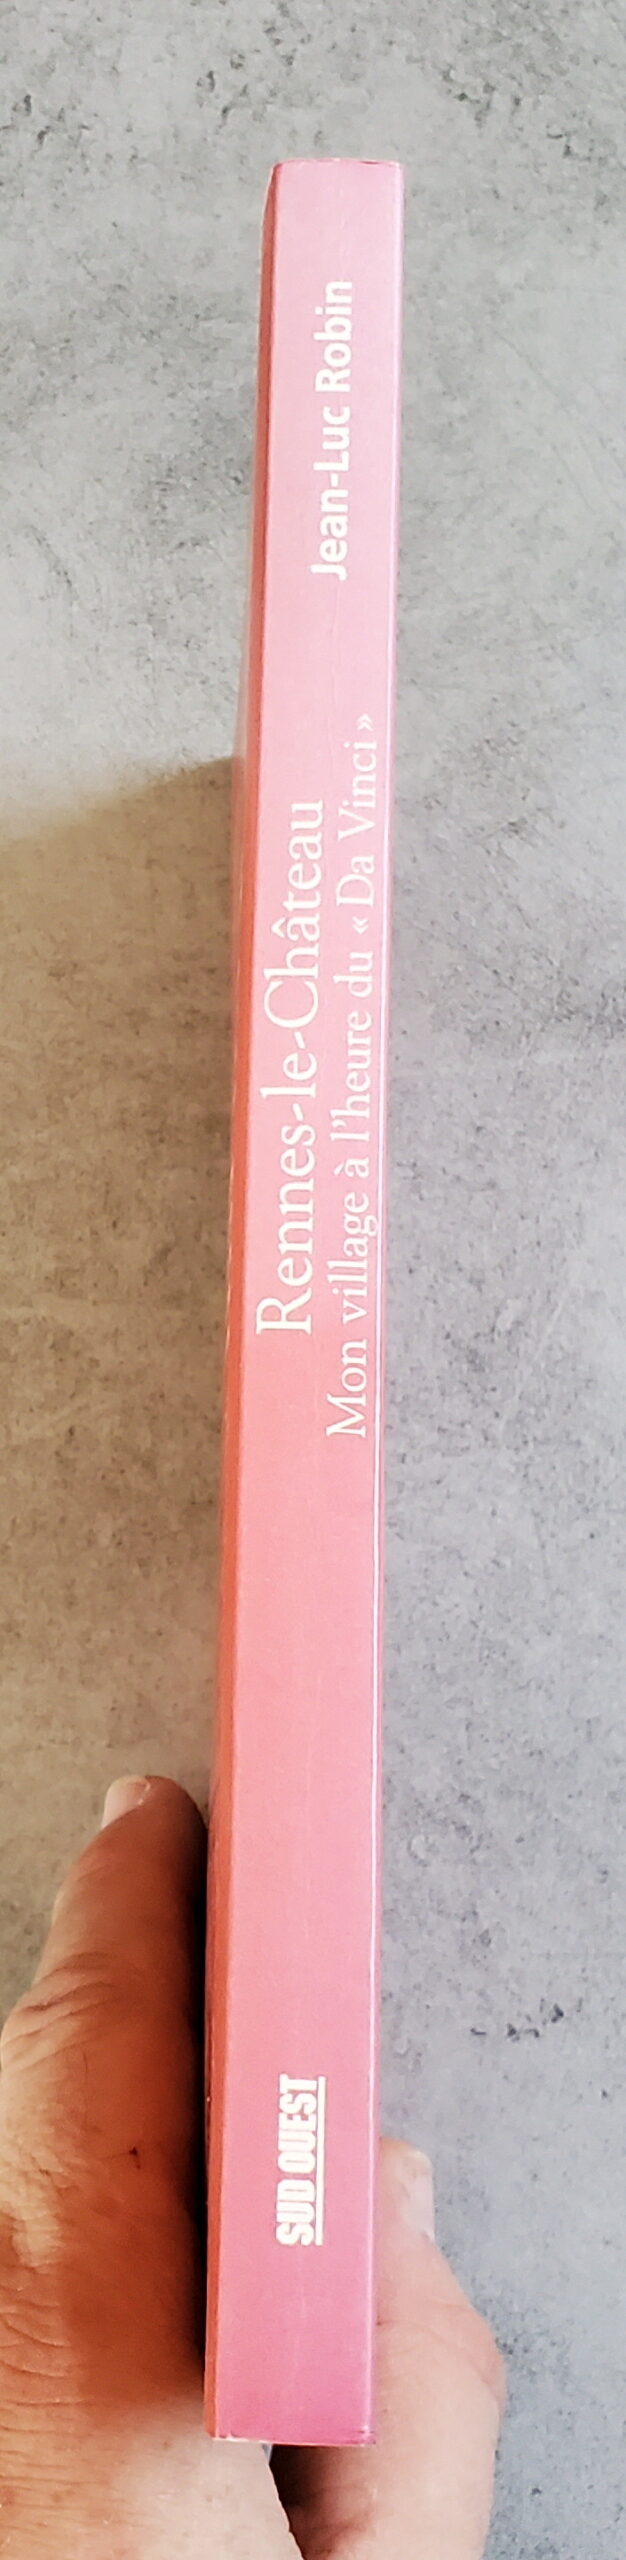 Jean-Luc Robin
Rennes-le-Château
Mon village à l'heure du « Da Vinci »
SUD OUEST